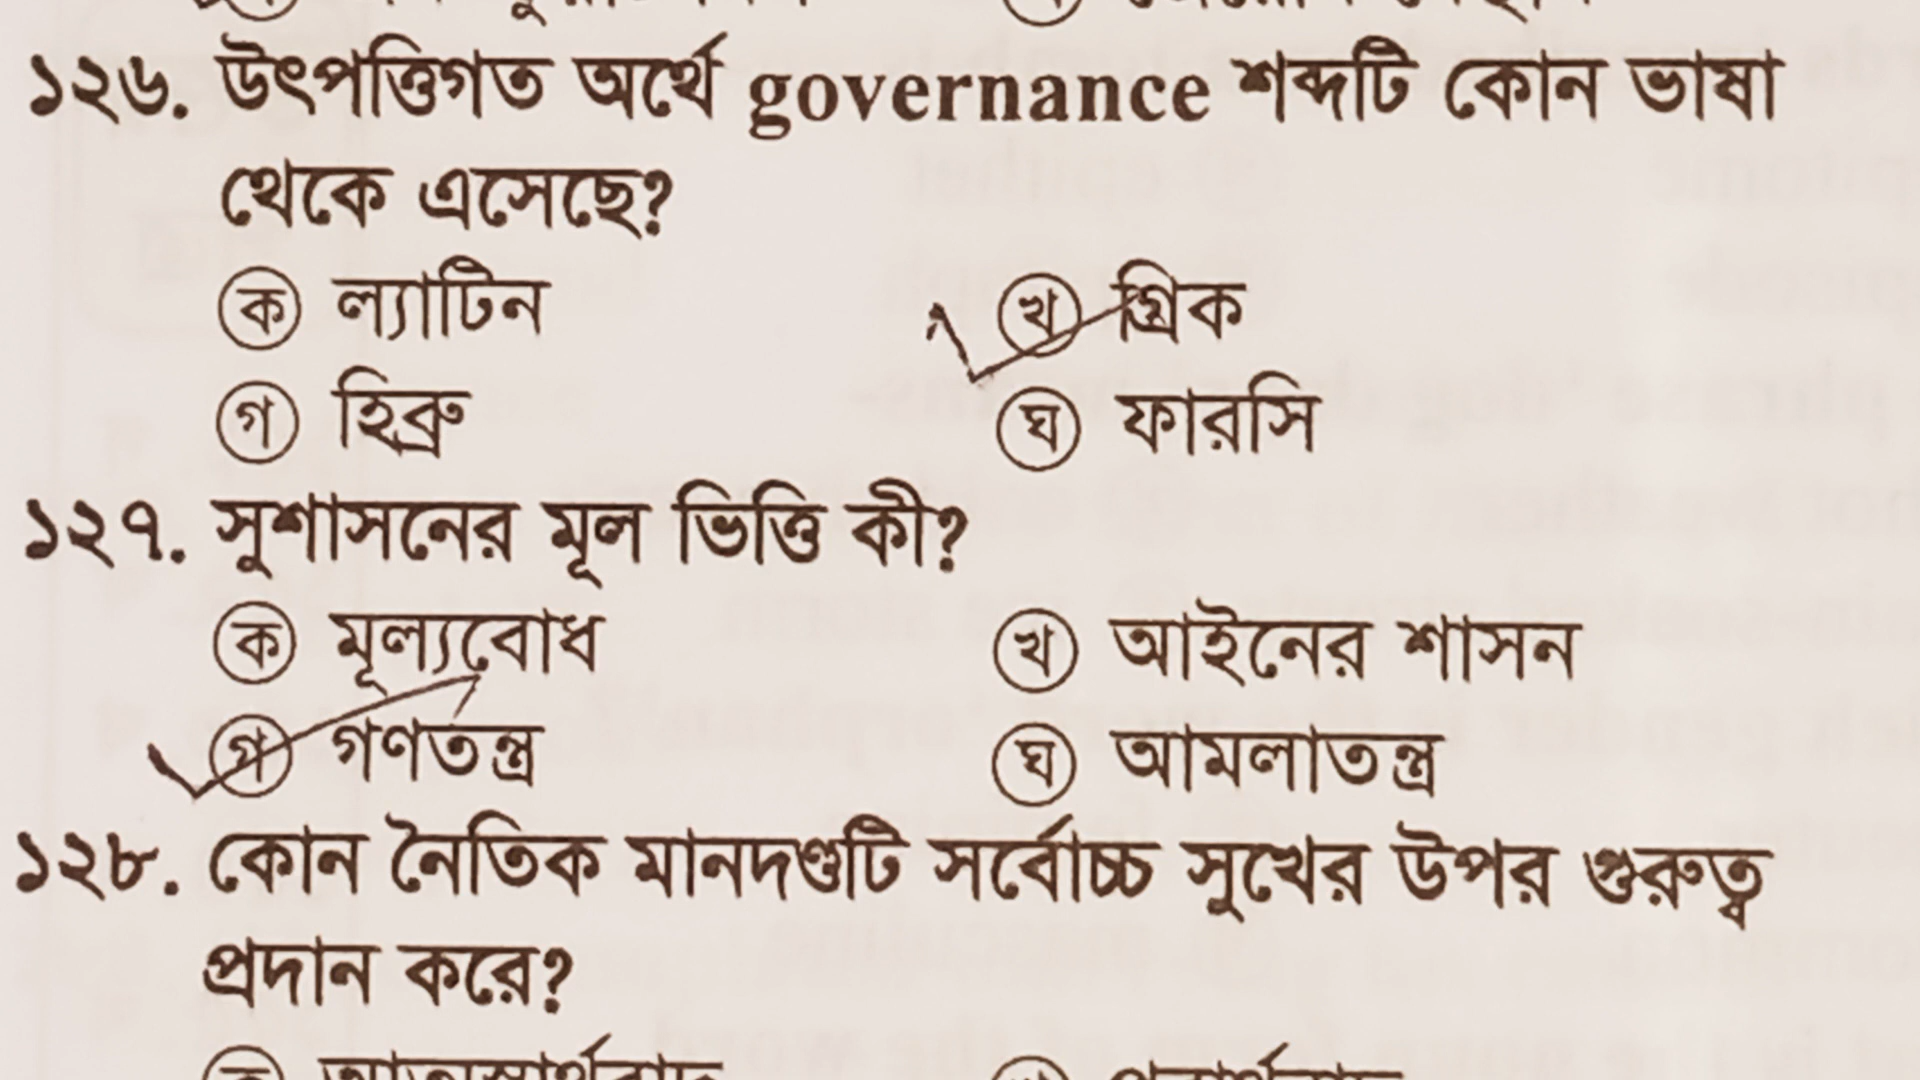 ১২৬. উৎপত্তিগত অর্থে governance শব্দটি কোন ভাষা
থেকে এসেছে?
ক ল্যাটিন খ গ্রিক
গ হিব্রু ঘ ফারসি
১২৭. সুশাসনের মূল ভিত্তি কী?
ক মূল্যবোধ খ আইনের শাসন
গ গণতন্ত্র ঘ আমলাতন্ত্র
১২৮. কোন নৈতিক মানদণ্ডটি সর্বোচ্চ সুখের উপর গুরুত্ব
প্রদান করে?